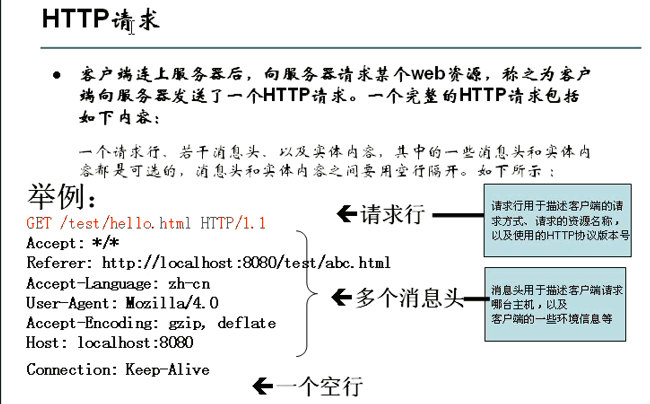 HTTP请求
● 客户端连上服务器后，向服务器请求某个web资源，称之为客户
端向服务器发送了一个HTTP请求。一个完整的HTTP请求包括
如下内容：
一个请求行、若干消息头、以及实体内容，其中的一些消息头和实体内
容都是可选的，消息头和实体内容之间要用空行隔开。如下所示：
举例：
GET /test/hello.html HTTP/1.1
Accept: */*
Referer: http://localhost:8080/test/abc.html
Accept-Language: zh-cn
User-Agent: Mozilla/4.0
Accept-Encoding: gzip, deflate
Host: localhost:8080
Connection: Keep-Alive
请求行
请求行用于描述客户端的请
求方式、请求的资源名称，
以及使用的HTTP协议版本号
多个消息头
消息头用于描述客户端请求
哪台主机，以及
客户端的一些环境信息等
一个空行